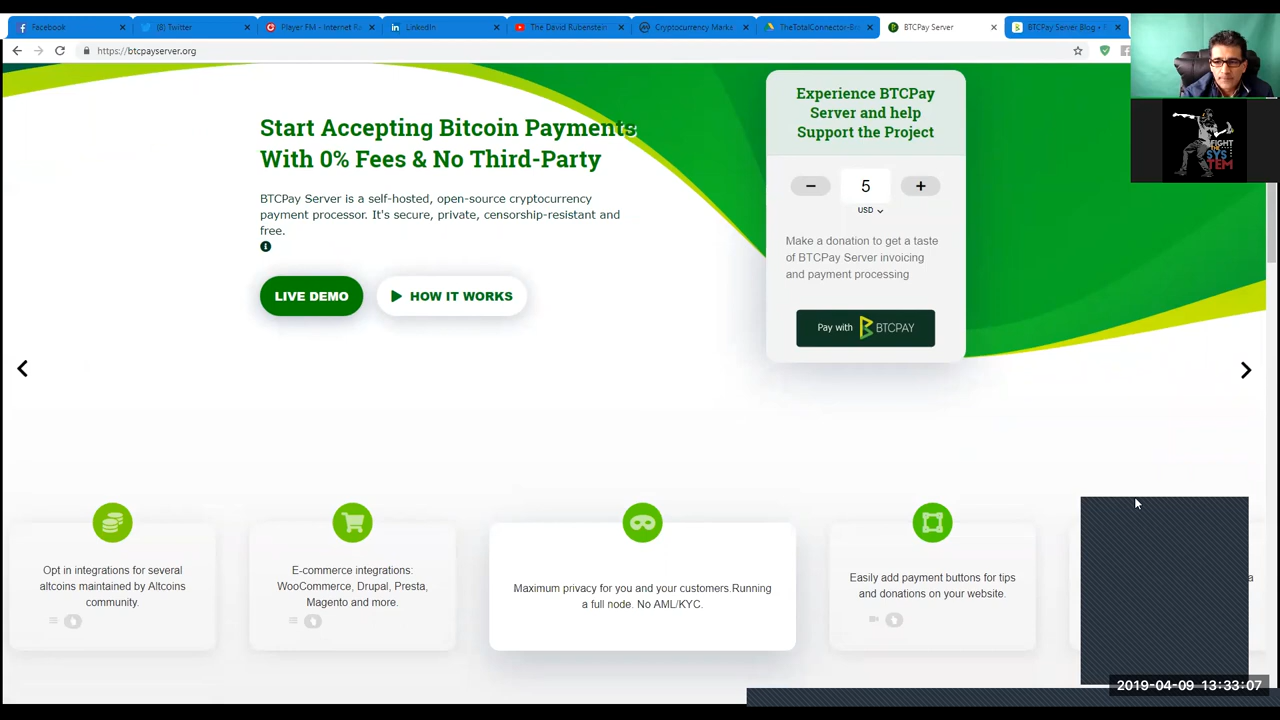 Facebook
(8) Twitter
Player FM - Internet Ra
LinkedIn
The David Rubenstein
Cryptocurrency Marke
TheTotalConnector-Bo
BTCPay Server
BTCPay Server Blog -
https://btcpayserver.org
Start Accepting Bitcoin Payments
With 0% Fees & No Third-Party
BTCPay Server is a self-hosted, open-source cryptocurrency
payment processor. It's secure, private, censorship-resistant and
free.
LIVE DEMO
HOW IT WORKS
Experience BTCPay
Server and help
Support the Project
− 5 +
USD
Make a donation to get a taste
of BTCPay Server invoicing
and payment processing
Pay with BTCPAY
FIGHT
SYS
TEM
Opt in integrations for several
altcoins maintained by Altcoins
community.
E-commerce integrations:
WooCommerce, Drupal, Presta,
Magento and more.
Maximum privacy for you and your customers.Running
a full node. No AML/KYC.
Easily add payment buttons for tips
and donations on your website.
a
2019-04-09 13:33:07